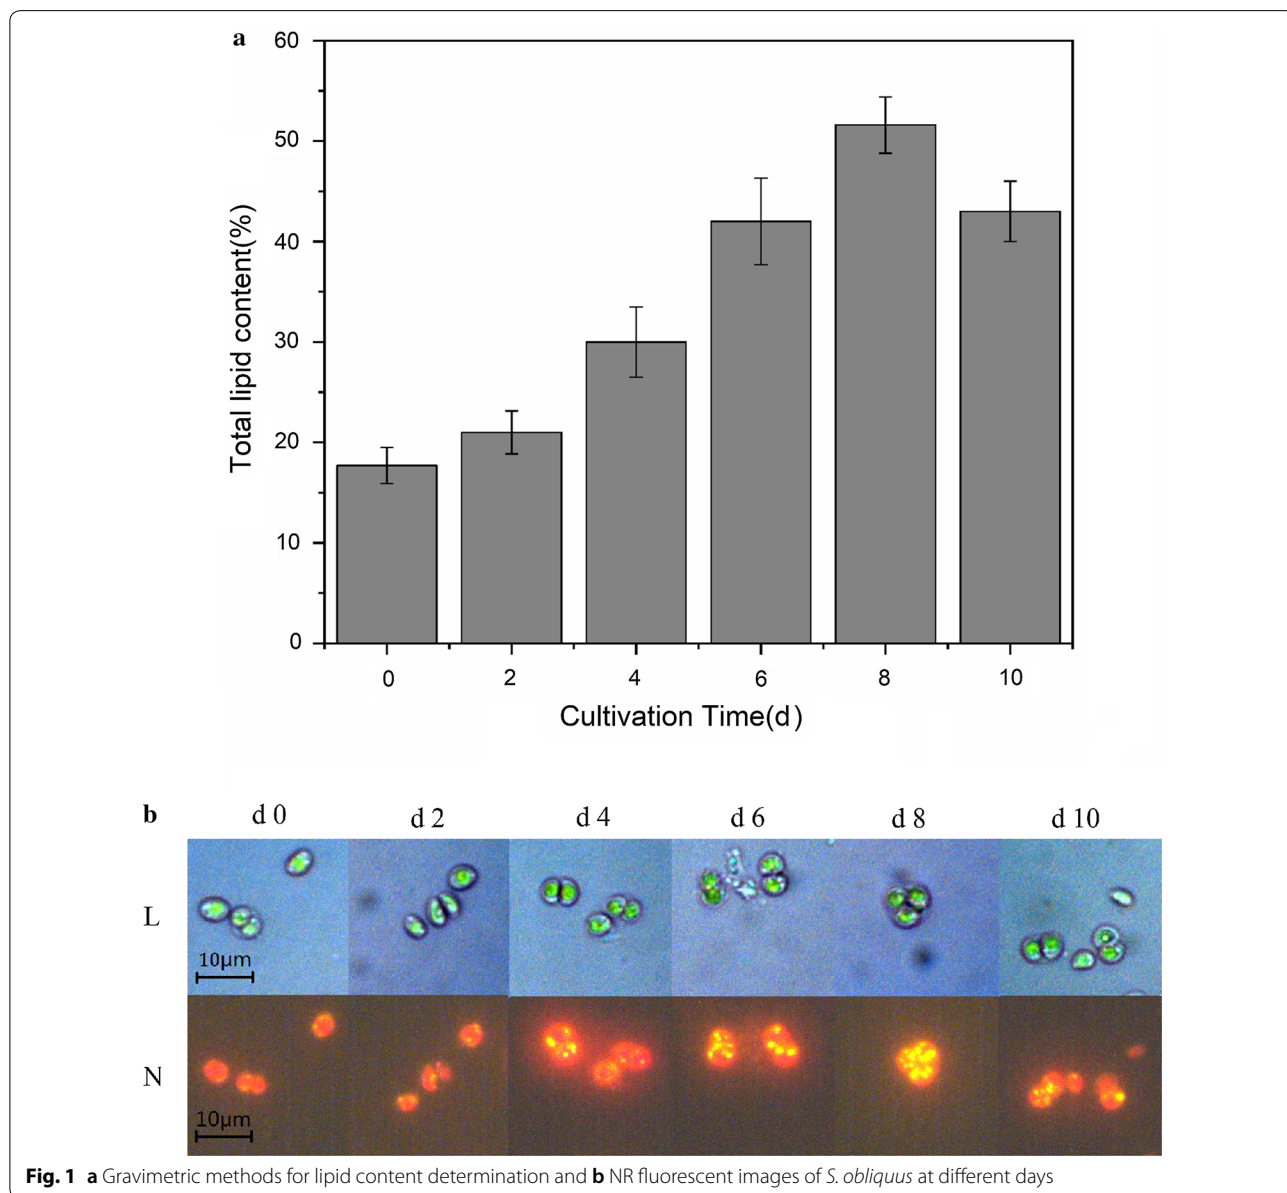 a
60
50
40
30
20
10
0
Total lipid content(%)
0 2 4 6 8 10
Cultivation Time(d)
b d 0 d 2 d 4 d 6 d 8 d 10
L
10μm
N
10μm
Fig. 1 a Gravimetric methods for lipid content determination and b NR fluorescent images of S. obliquus at different days